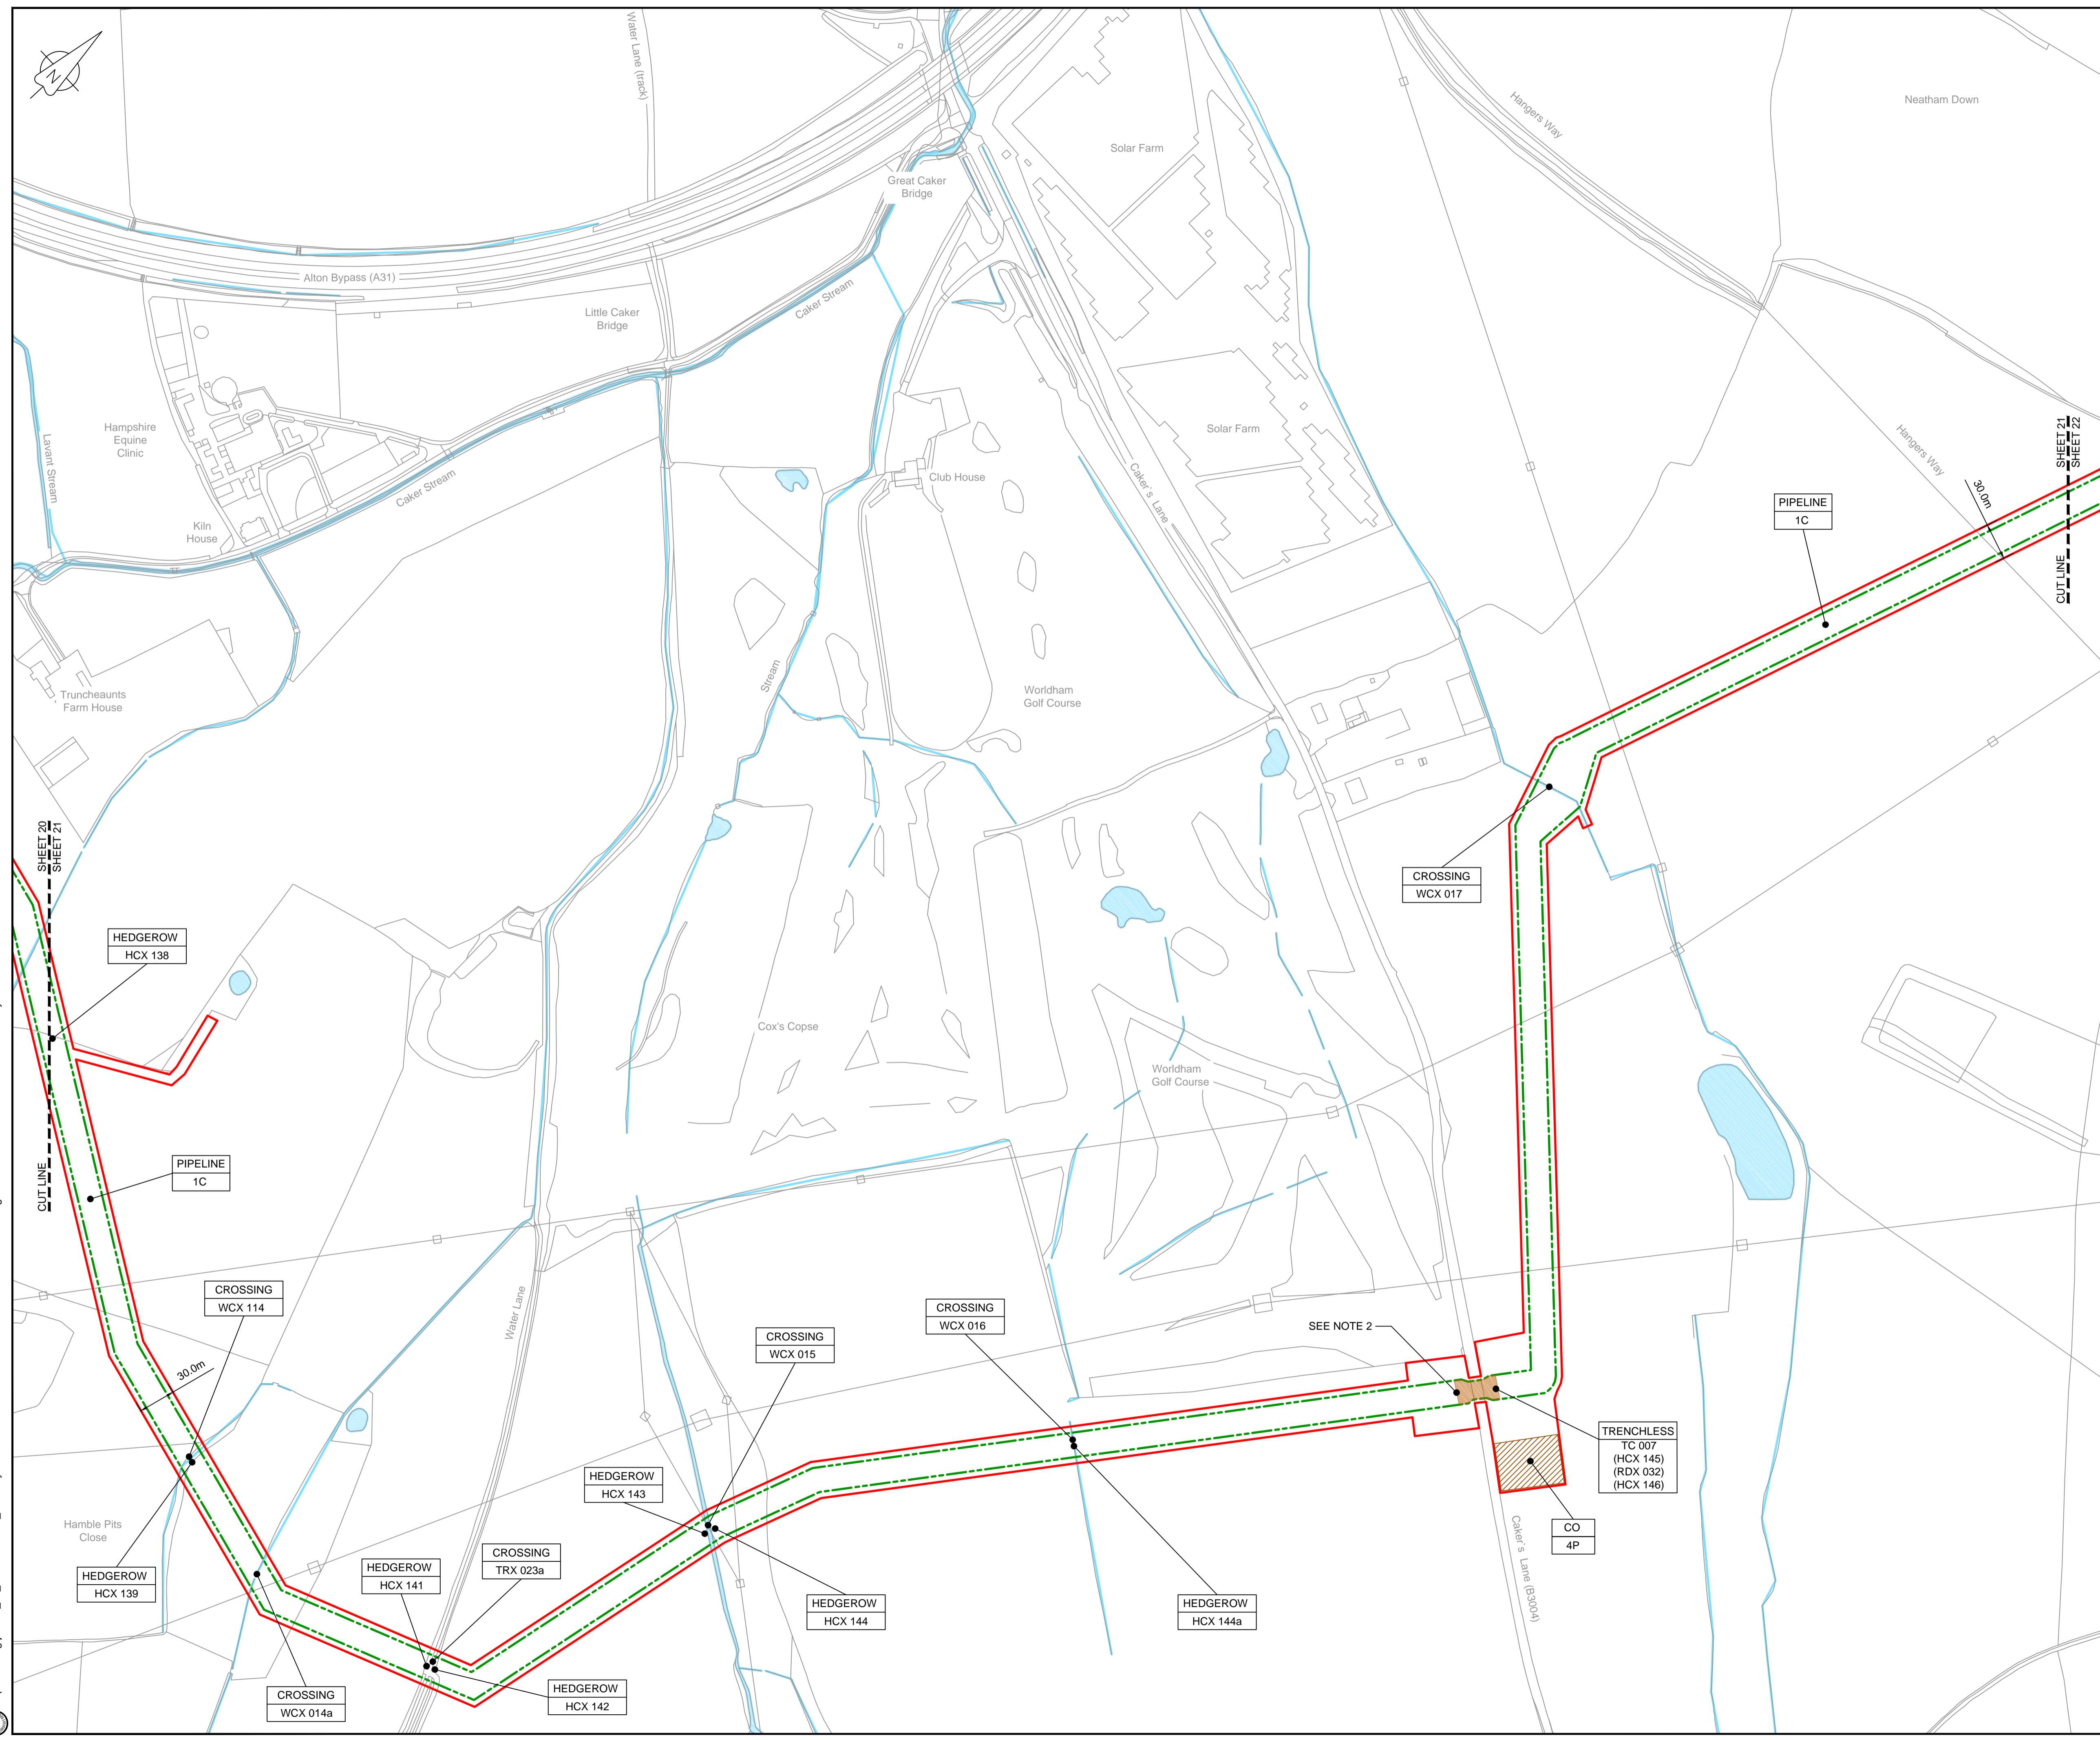 N
Water Lane (track)
Solar Farm
Hangers Way
Neatham Down
Great Caker
Bridge
Alton Bypass (A31)
Caker Stream
Little Caker
Bridge
Hampshire
Equine
Clinic
Lavant Stream
Caker Stream
Kiln
House
Club House
Caker`s Lane
Solar Farm
Hangers Way
SHEET 21
SHEET 22
CUT LINE
30.0m
PIPELINE
1C
Truncheaunts
Farm House
Stream
Worldham
Golf Course
SHEET 20
SHEET 21
CUT LINE
CROSSING
WCX 017
HEDGEROW
HCX 138
Cox's Copse
Worldham
Golf Course
PIPELINE
1C
CROSSING
WCX 114
30.0m
Water Lane
CROSSING
WCX 015
CROSSING
WCX 016
SEE NOTE 2
TRENCHLESS
TC 007
(HCX 145)
(RDX 032)
(HCX 146)
Hamble Pits
Close
HEDGEROW
HCX 143
CO
4P
Caker`s Lane (B3004)
HEDGEROW
HCX 139
HEDGEROW
HCX 141
CROSSING
TRX 023a
HEDGEROW
HCX 144
HEDGEROW
HCX 144a
CROSSING
WCX 014a
HEDGEROW
HCX 142